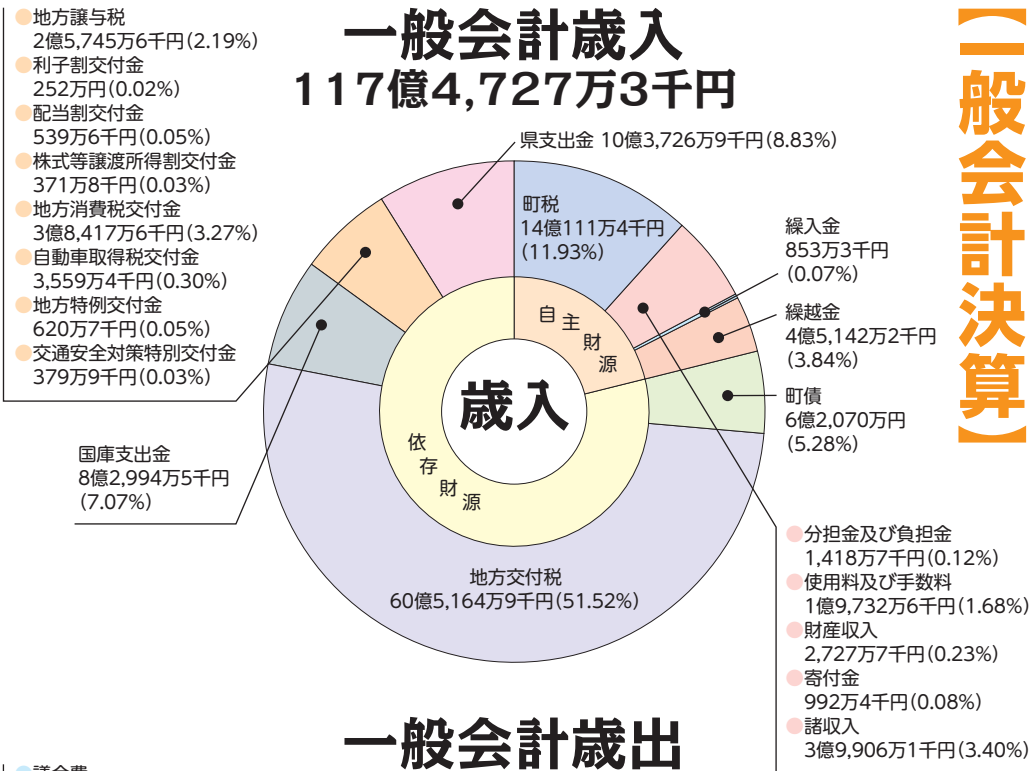 【一般会計決算】
一般会計歳入
117億4,727万3千円
●地方譲与税
2億5,745万6千円(2.19%)
●利子割交付金
252万円(0.02%)
●配当割交付金
539万6千円(0.05%)
●株式等譲渡所得割交付金
371万8千円(0.03%)
●地方消費税交付金
3億8,417万6千円(3.27%)
●自動車取得税交付金
3,559万4千円(0.30%)
●地方特例交付金
620万7千円(0.05%)
●交通安全対策特別交付金
379万9千円(0.03%)
県支出金 10億3,726万9千円(8.83%)
町税
14億111万4千円
(11.93%)
繰入金
853万3千円
(0.07%)
繰越金
4億5,142万2千円
(3.84%)
町債
6億2,070万円
(5.28%)
自主財源
歳入
依存財源
国庫支出金
8億2,994万5千円
(7.07%)
地方交付税
60億5,164万9千円(51.52%)
●分担金及び負担金
1,418万7千円(0.12%)
●使用料及び手数料
1億9,732万6千円(1.68%)
●財産収入
2,727万7千円(0.23%)
●寄付金
992万4千円(0.08%)
●諸収入
3億9,906万1千円(3.40%)
一般会計歳出